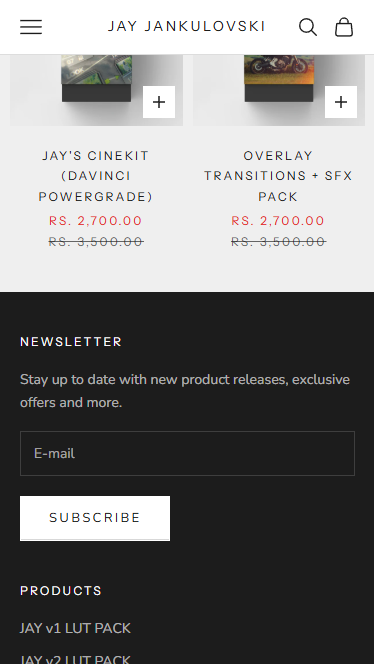 JAY JANKULOVSKI
JAY'S CINEKIT
(DAVINCI
POWERGRADE)
RS. 2,700.00
RS. 3,500.00
OVERLAY
TRANSITIONS + SFX
PACK
RS. 2,700.00
RS. 3,500.00
NEWSLETTER
Stay up to date with new product releases, exclusive
offers and more.
E-mail
SUBSCRIBE
PRODUCTS
JAY v1 LUT PACK
JAY v2 LUT PACK